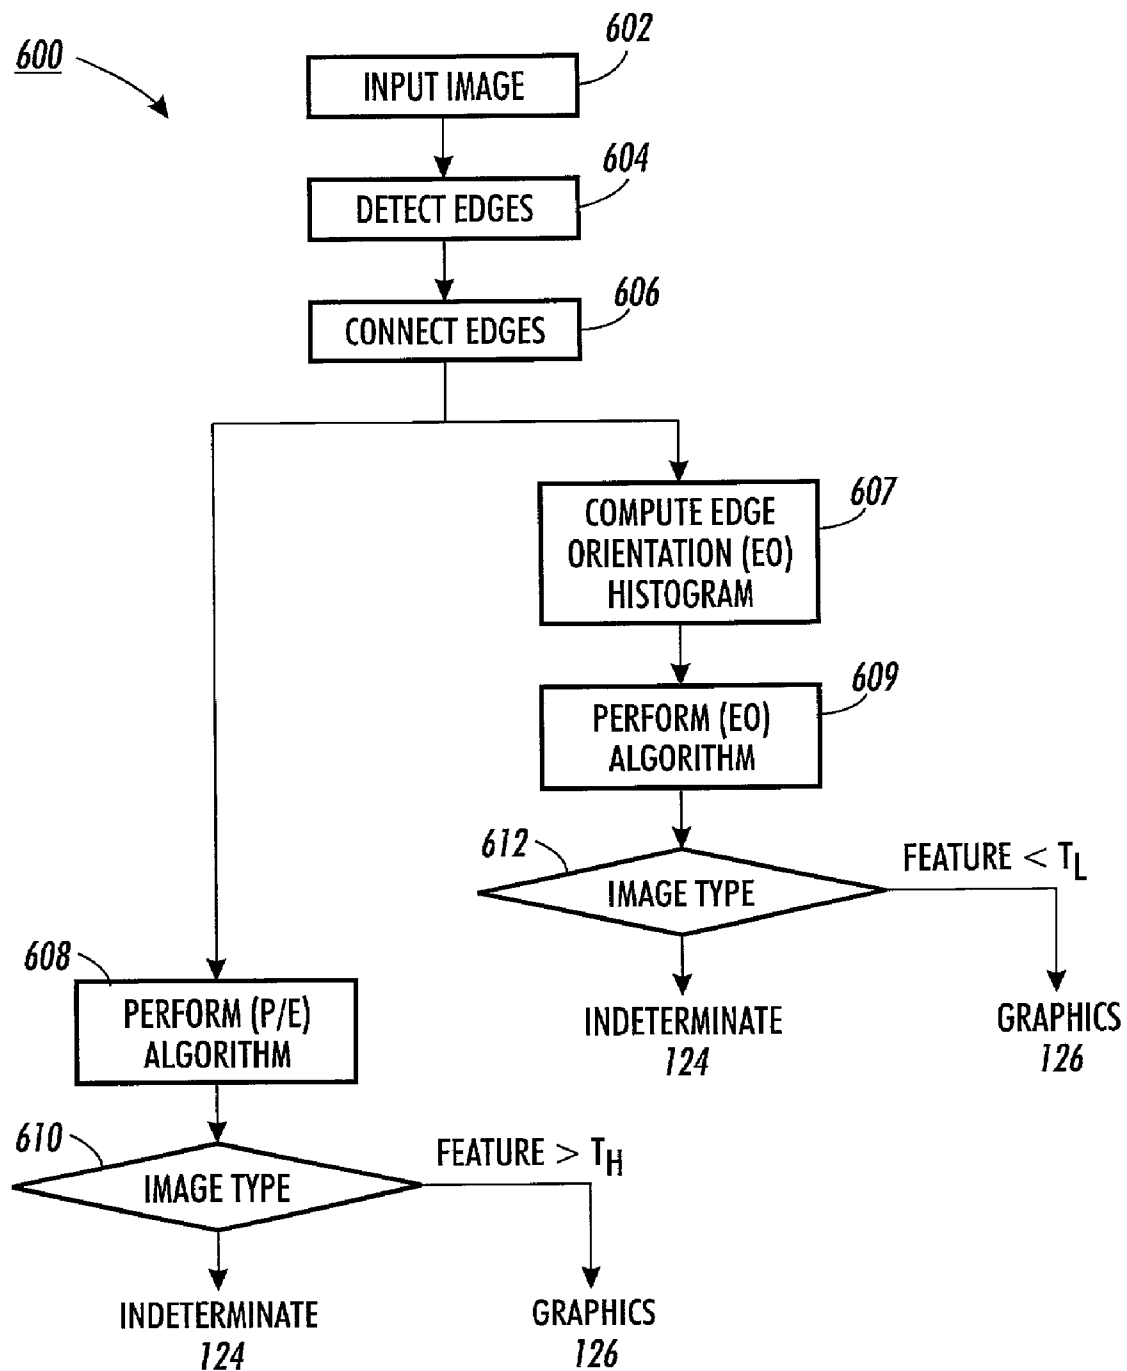 600
602
INPUT IMAGE
604
DETECT EDGES
606
CONNECT EDGES
607
COMPUTE EDGE
ORIENTATION (EO)
HISTOGRAM
609
PERFORM (EO)
ALGORITHM
612
IMAGE TYPE
FEATURE < TL
INDETERMINATE
124
GRAPHICS
126
608
PERFORM (P/E)
ALGORITHM
610
IMAGE TYPE
FEATURE > TH
INDETERMINATE
124
GRAPHICS
126